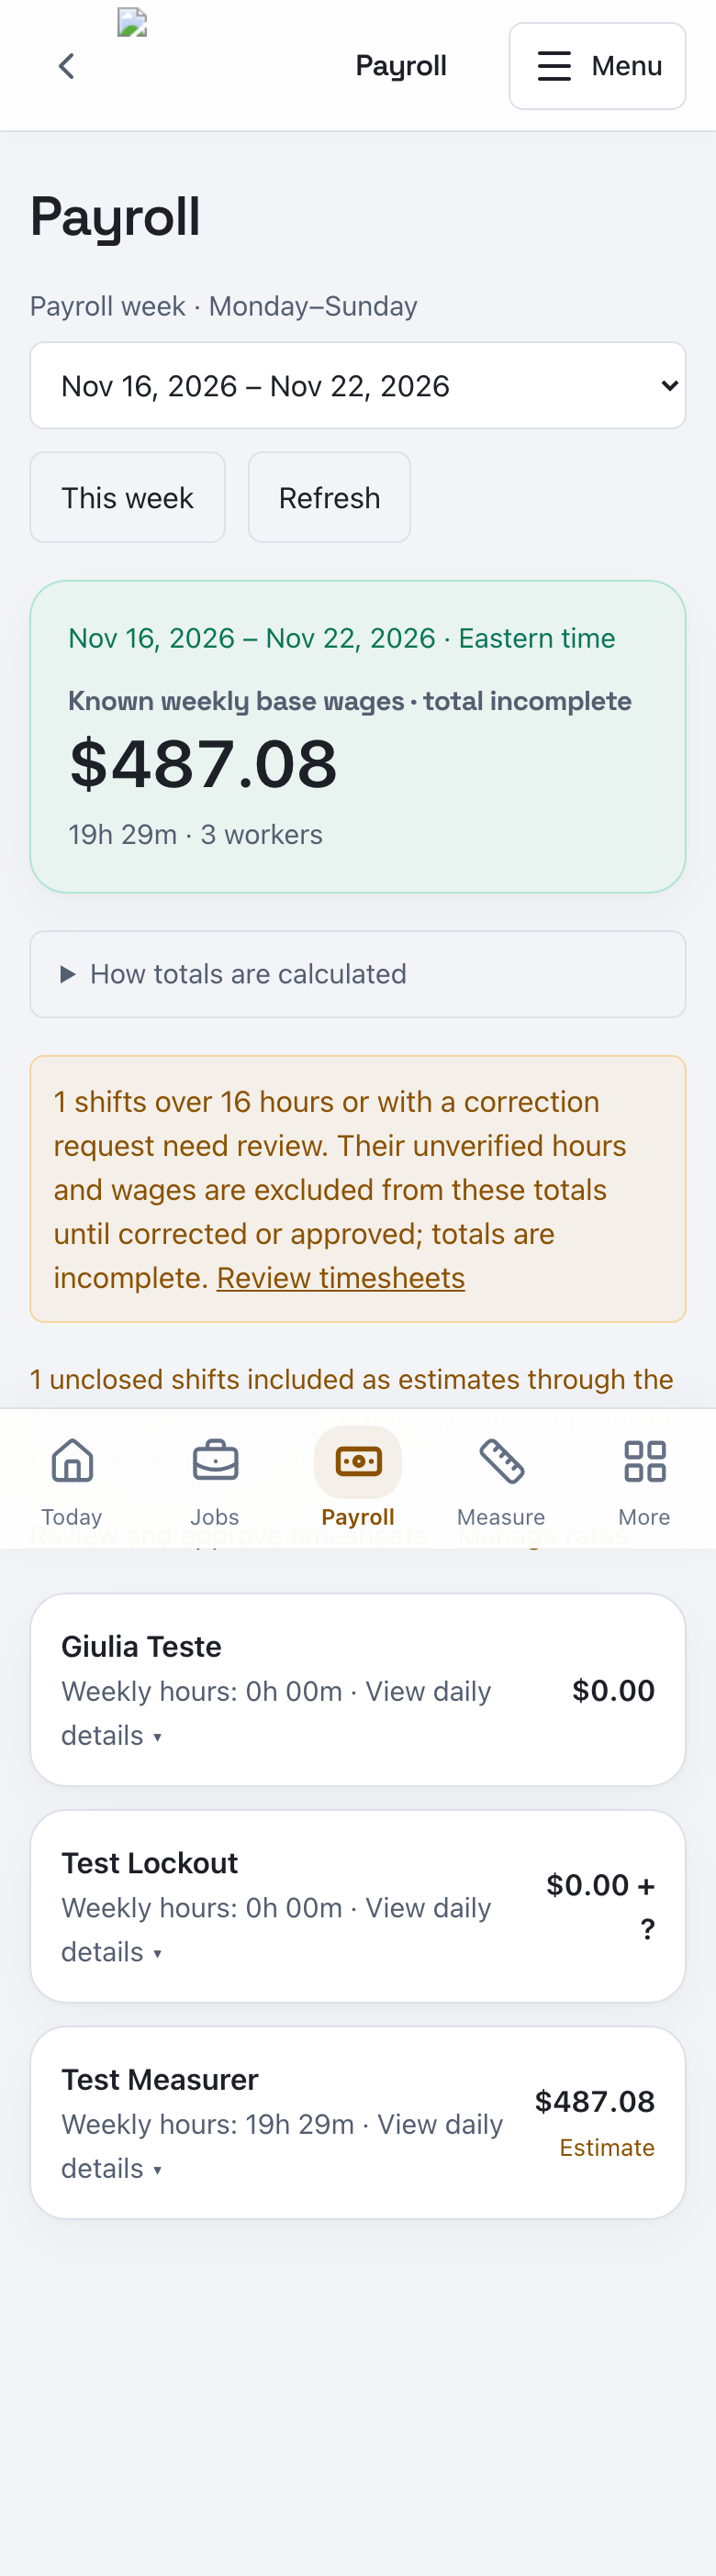 Payroll
Menu
Payroll
Payroll week · Monday–Sunday
Nov 16, 2026 – Nov 22, 2026
This week
Refresh
Nov 16, 2026 – Nov 22, 2026 · Eastern time
Known weekly base wages · total incomplete
$487.08
19h 29m · 3 workers
▶ How totals are calculated
1 shifts over 16 hours or with a correction
request need review. Their unverified hours
and wages are excluded from these totals
until corrected or approved; totals are
incomplete. Review timesheets
1 unclosed shifts included as estimates through the
Today
Jobs
Payroll
Measure
More
Review and approve timesheets
Manage rates
Giulia Teste
Weekly hours: 0h 00m · View daily
details ▾
$0.00
Test Lockout
Weekly hours: 0h 00m · View daily
details ▾
$0.00 +
?
Test Measurer
Weekly hours: 19h 29m · View daily
details ▾
$487.08
Estimate